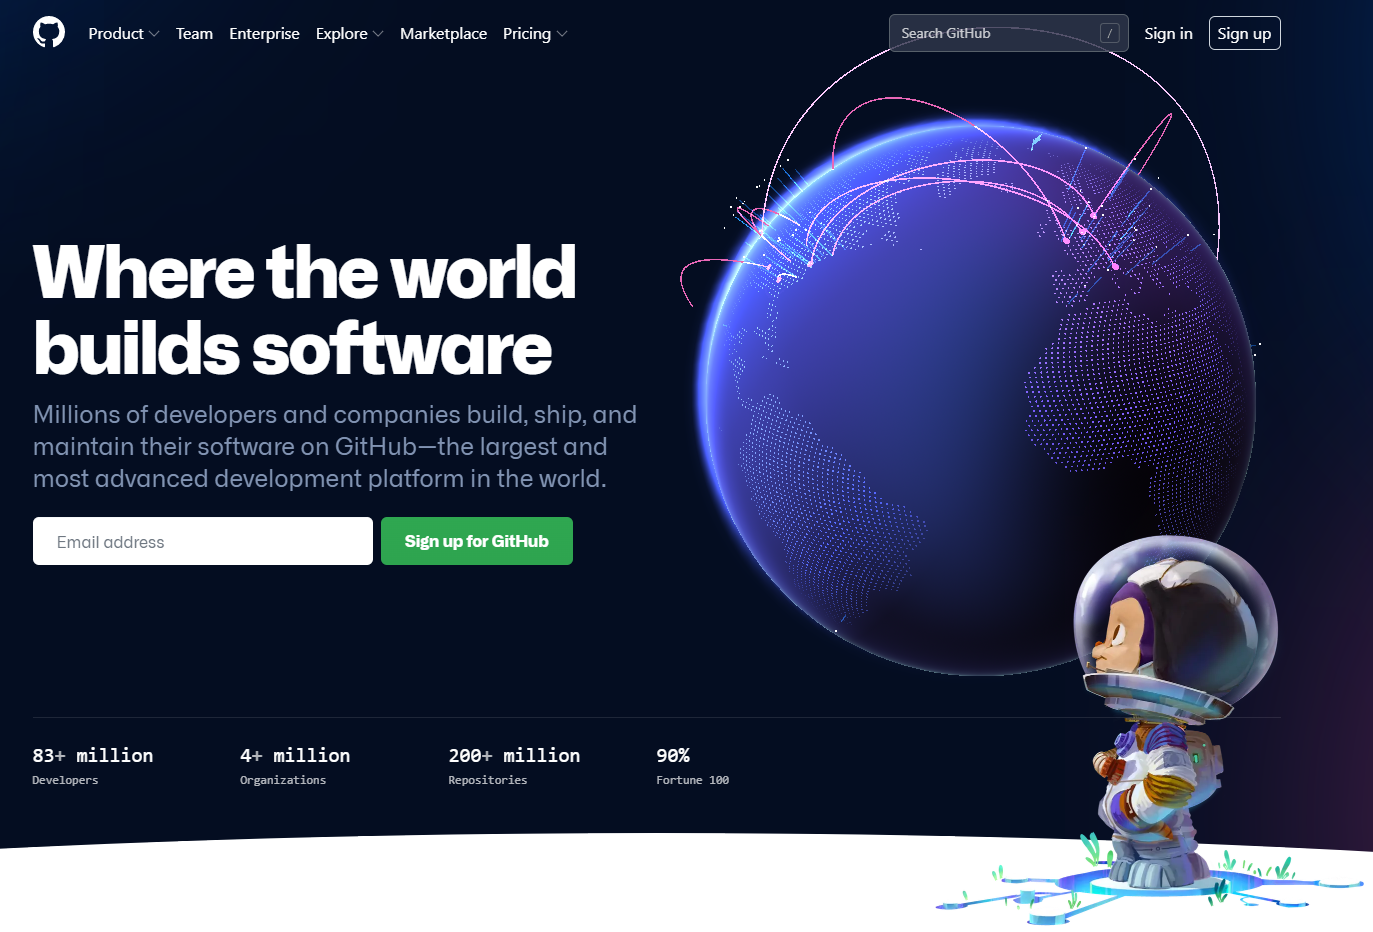 Product Team Enterprise Explore Marketplace Pricing Search GitHub / Sign in Sign up
Where the world
builds software
Millions of developers and companies build, ship, and
maintain their software on GitHub—the largest and
most advanced development platform in the world.
Email address Sign up for GitHub
83+ million 4+ million 200+ million 90%
Developers Organizations Repositories Fortune 100